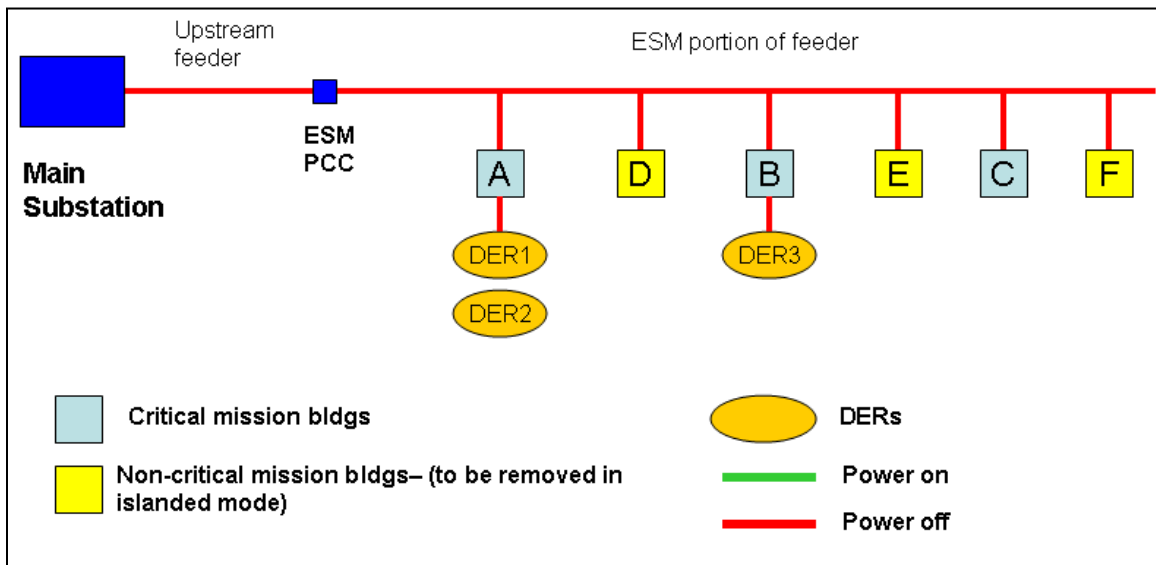 Upstream
feeder
ESM portion of feeder
ESM
PCC
Main
Substation
A
D
B
E
C
F
DER1
DER3
DER2
Critical mission bldgs
DERs
Non-critical mission bldgs– (to be removed in
islanded mode)
Power on
Power off